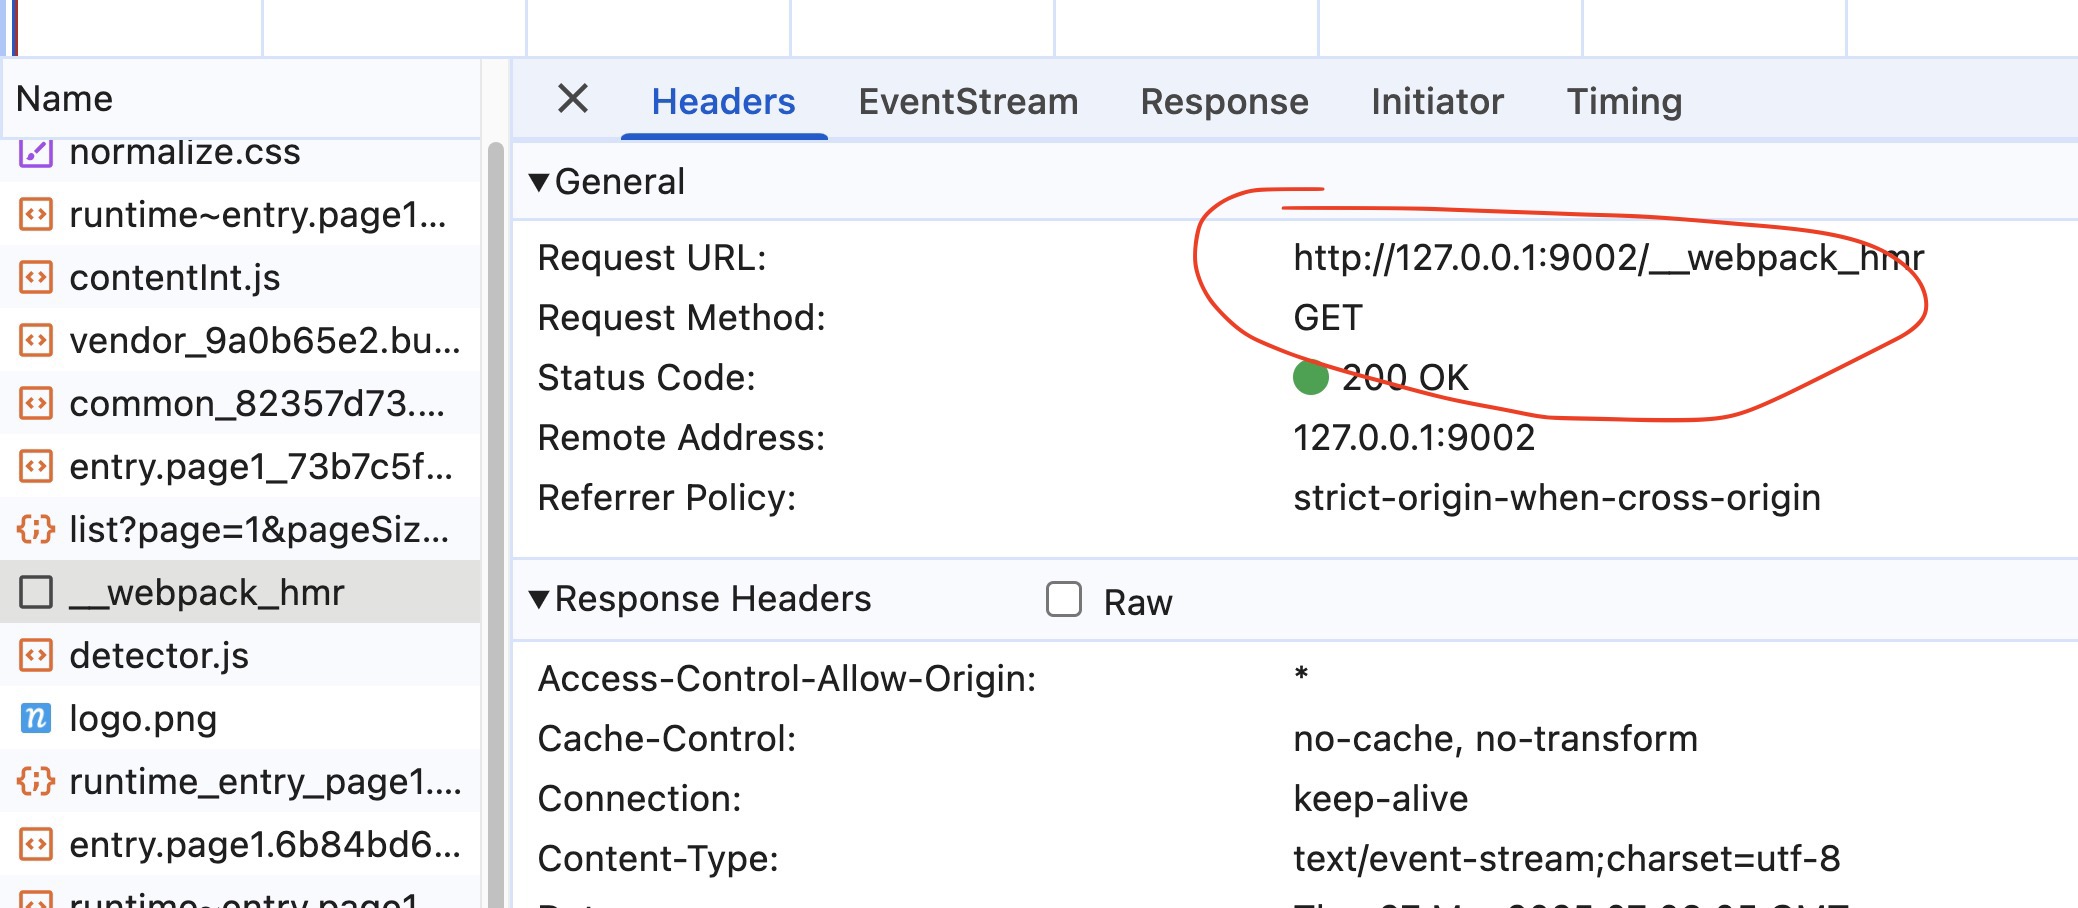 Name
normalize.css
runtime~entry.page1...
contentInt.js
vendor_9a0b65e2.bu...
common_82357d73....
entry.page1_73b7c5f...
list?page=1&pageSiz...
__webpack_hmr
detector.js
logo.png
runtime_entry_page1....
entry.page1.6b84bd6...
runtime~entry.page1
Headers EventStream Response Initiator Timing
General
Request URL: http://127.0.0.1:9002/__webpack_hmr
Request Method: GET
Status Code: 200 OK
Remote Address: 127.0.0.1:9002
Referrer Policy: strict-origin-when-cross-origin
Response Headers Raw
Access-Control-Allow-Origin: *
Cache-Control: no-cache, no-transform
Connection: keep-alive
Content-Type: text/event-stream;charset=utf-8